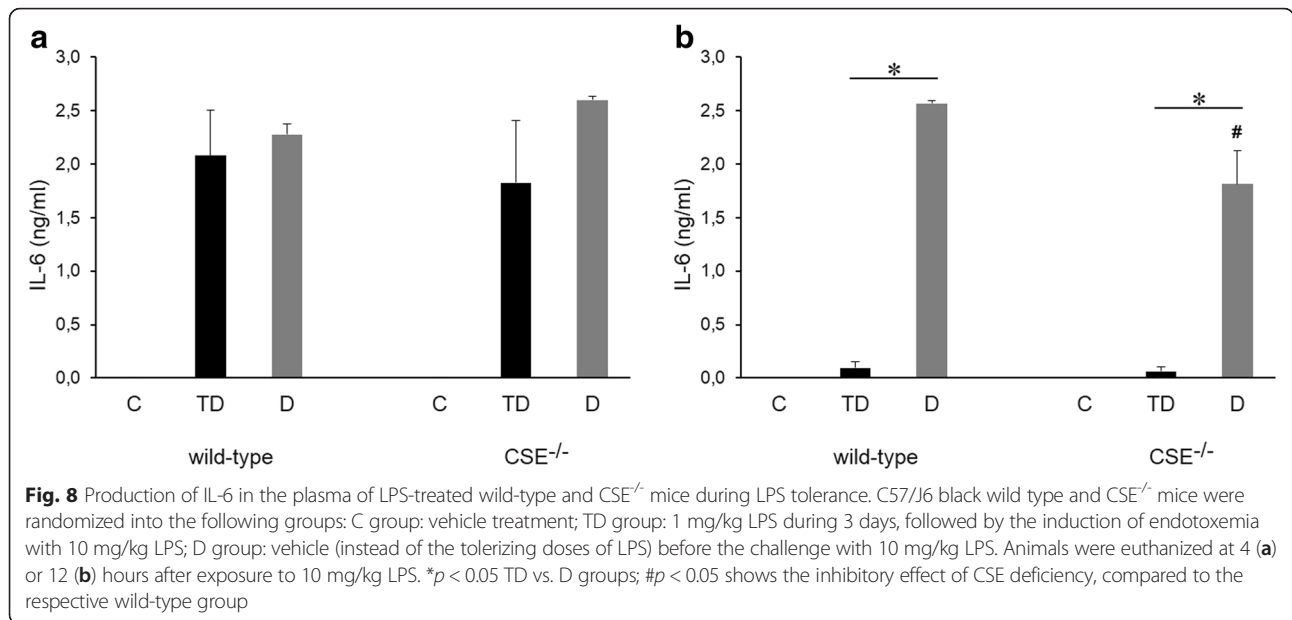 a
3,0
2,5
2,0
1,5
1,0
0,5
0,0
IL-6 (ng/ml)
C TD D C TD D
wild-type CSE-/-
b
3,0
2,5
2,0
1,5
1,0
0,5
0,0
IL-6 (ng/ml)
*
*
#
C TD D C TD D
wild-type CSE-/-
Fig. 8 Production of IL-6 in the plasma of LPS-treated wild-type and CSE-/- mice during LPS tolerance. C57/J6 black wild type and CSE-/- mice were
randomized into the following groups: C group: vehicle treatment; TD group: 1 mg/kg LPS during 3 days, followed by the induction of endotoxemia
with 10 mg/kg LPS; D group: vehicle (instead of the tolerizing doses of LPS) before the challenge with 10 mg/kg LPS. Animals were euthanized at 4 (a)
or 12 (b) hours after exposure to 10 mg/kg LPS. *p < 0.05 TD vs. D groups; #p < 0.05 shows the inhibitory effect of CSE deficiency, compared to the
respective wild-type group